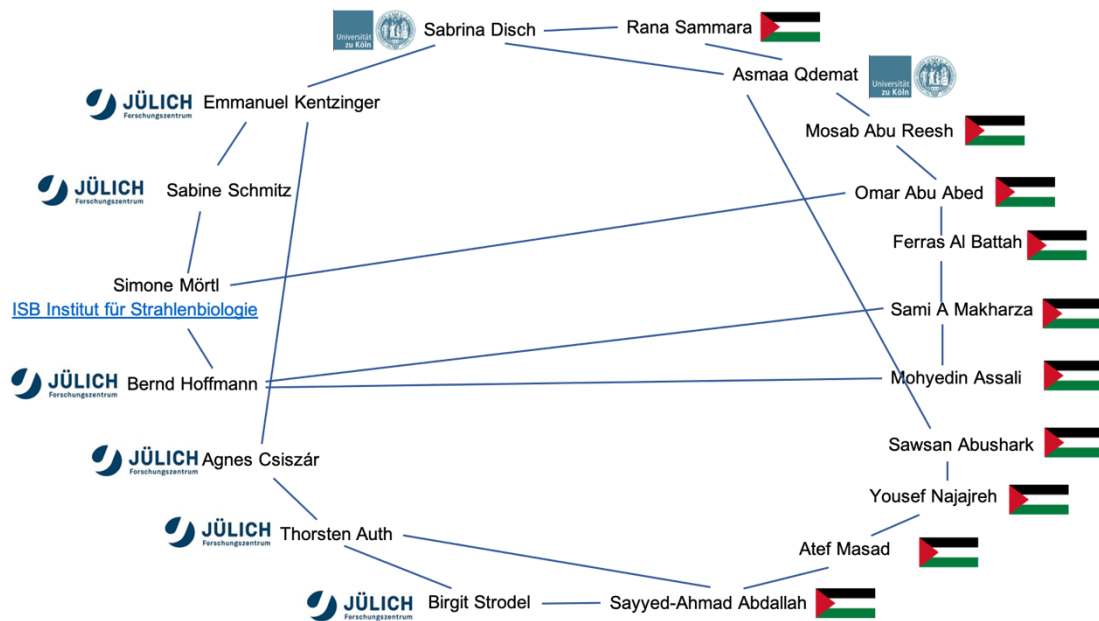 Universität
zu Köln
Sabrina Disch
Rana Sammara
Asmaa Qdemat
Universität
zu Köln
JÜLICH
Forschungszentrum
Emmanuel Kentzinger
Mosab Abu Reesh
JÜLICH
Forschungszentrum
Sabine Schmitz
Omar Abu Abed
Ferras Al Battah
Simone Mörtl
ISB Institut für Strahlenbiologie
Sami A Makharza
JÜLICH
Forschungszentrum
Bernd Hoffmann
Mohyedin Assali
JÜLICH
Forschungszentrum
Agnes Csiszár
Sawsan Abushark
Yousef Najajreh
JÜLICH
Forschungszentrum
Thorsten Auth
Atef Masad
JÜLICH
Forschungszentrum
Birgit Strodel
Sayyed-Ahmad Abdallah